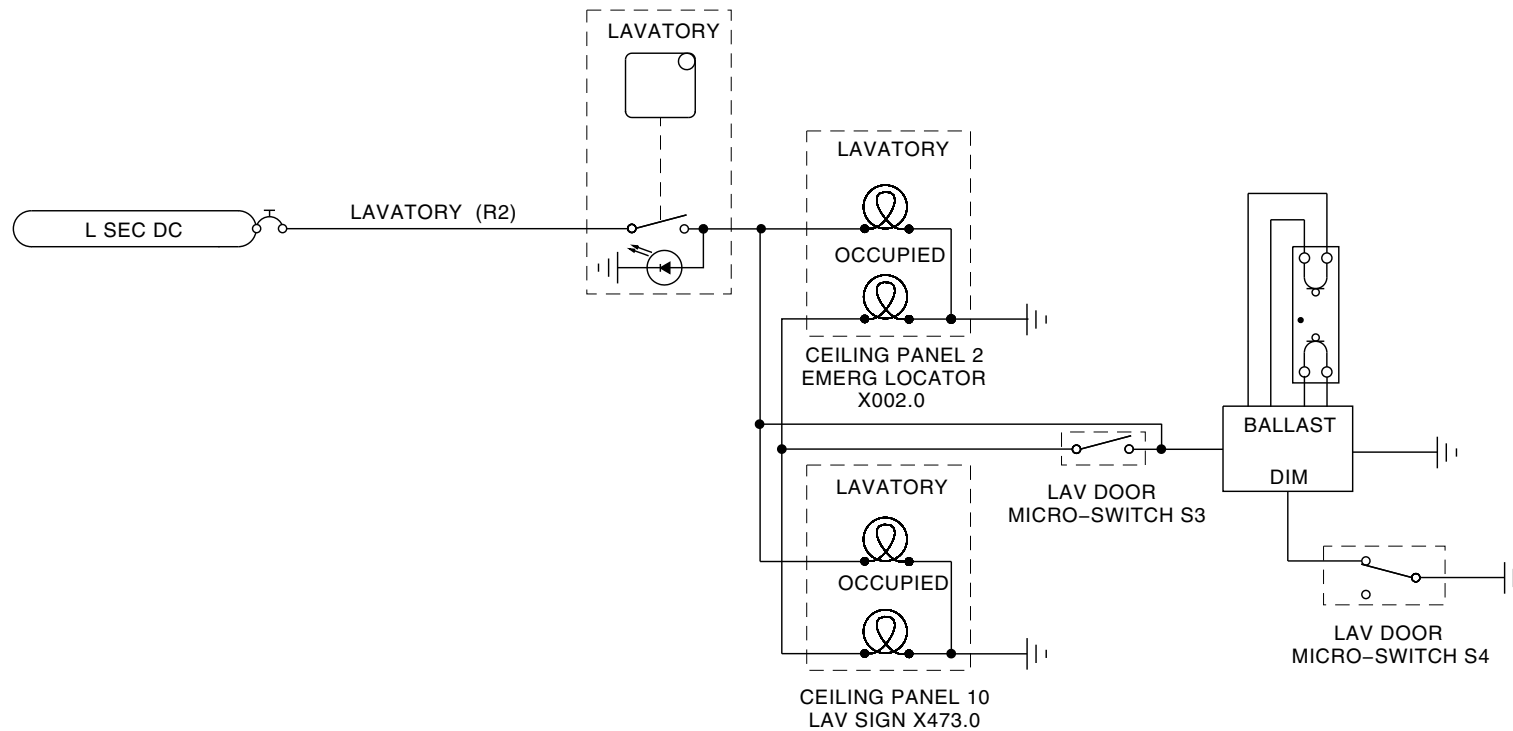 LAVATORY
L SEC DC
LAVATORY (R2)
LAVATORY
OCCUPIED
CEILING PANEL 2
EMERG LOCATOR
X002.0
BALLAST
DIM
LAVATORY
OCCUPIED
CEILING PANEL 10
LAV SIGN X473.0
LAV DOOR
MICRO−SWITCH S3
LAV DOOR
MICRO−SWITCH S4